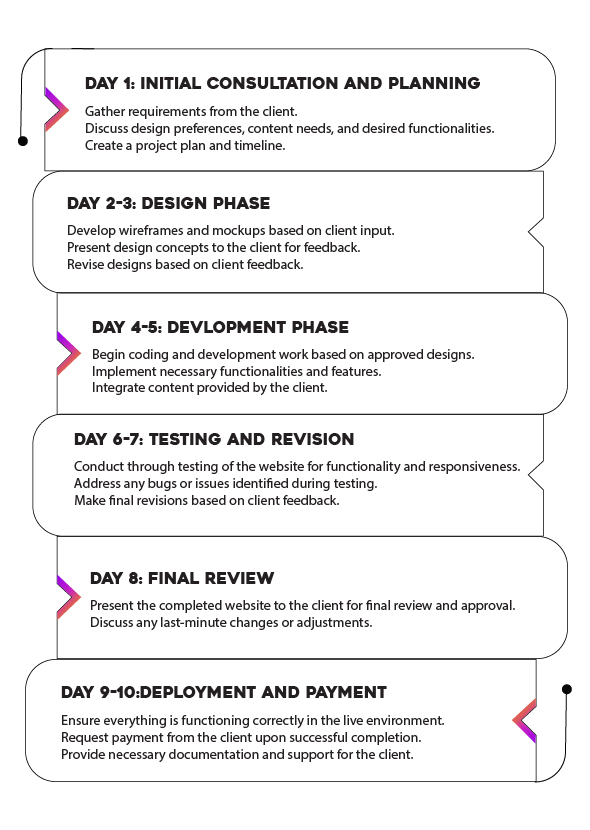 DAY 1: INITIAL CONSULTATION AND PLANNING
Gather requirements from the client.
Discuss design preferences, content needs, and desired functionalities.
Create a project plan and timeline.
DAY 2-3: DESIGN PHASE
Develop wireframes and mockups based on client input.
Present design concepts to the client for feedback.
Revise designs based on client feedback.
DAY 4-5: DEVLOPMENT PHASE
Begin coding and development work based on approved designs.
Implement necessary functionalities and features.
Integrate content provided by the client.
DAY 6-7: TESTING AND REVISION
Conduct through testing of the website for functionality and responsiveness.
Address any bugs or issues identified during testing.
Make final revisions based on client feedback.
DAY 8: FINAL REVIEW
Present the completed website to the client for final review and approval.
Discuss any last-minute changes or adjustments.
DAY 9-10:DEPLOYMENT AND PAYMENT
Ensure everything is functioning correctly in the live environment.
Request payment from the client upon successful completion.
Provide necessary documentation and support for the client.